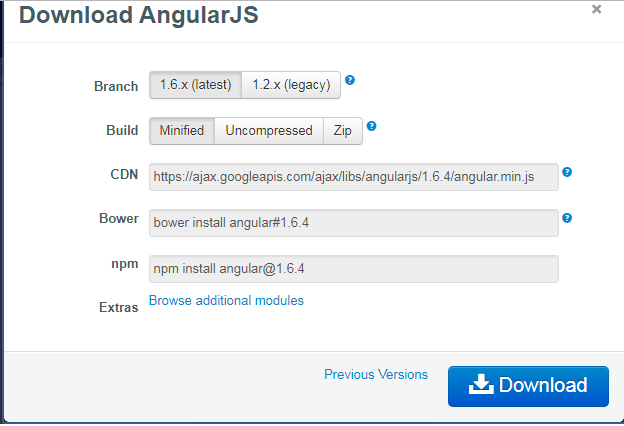 Download AngularJS
×
Branch 1.6.x (latest) 1.2.x (legacy) ?
Build Minified Uncompressed Zip ?
CDN https://ajax.googleapis.com/ajax/libs/angularjs/1.6.4/angular.min.js ?
Bower bower install angular#1.6.4 ?
npm npm install angular@1.6.4
Extras Browse additional modules
Previous Versions Download